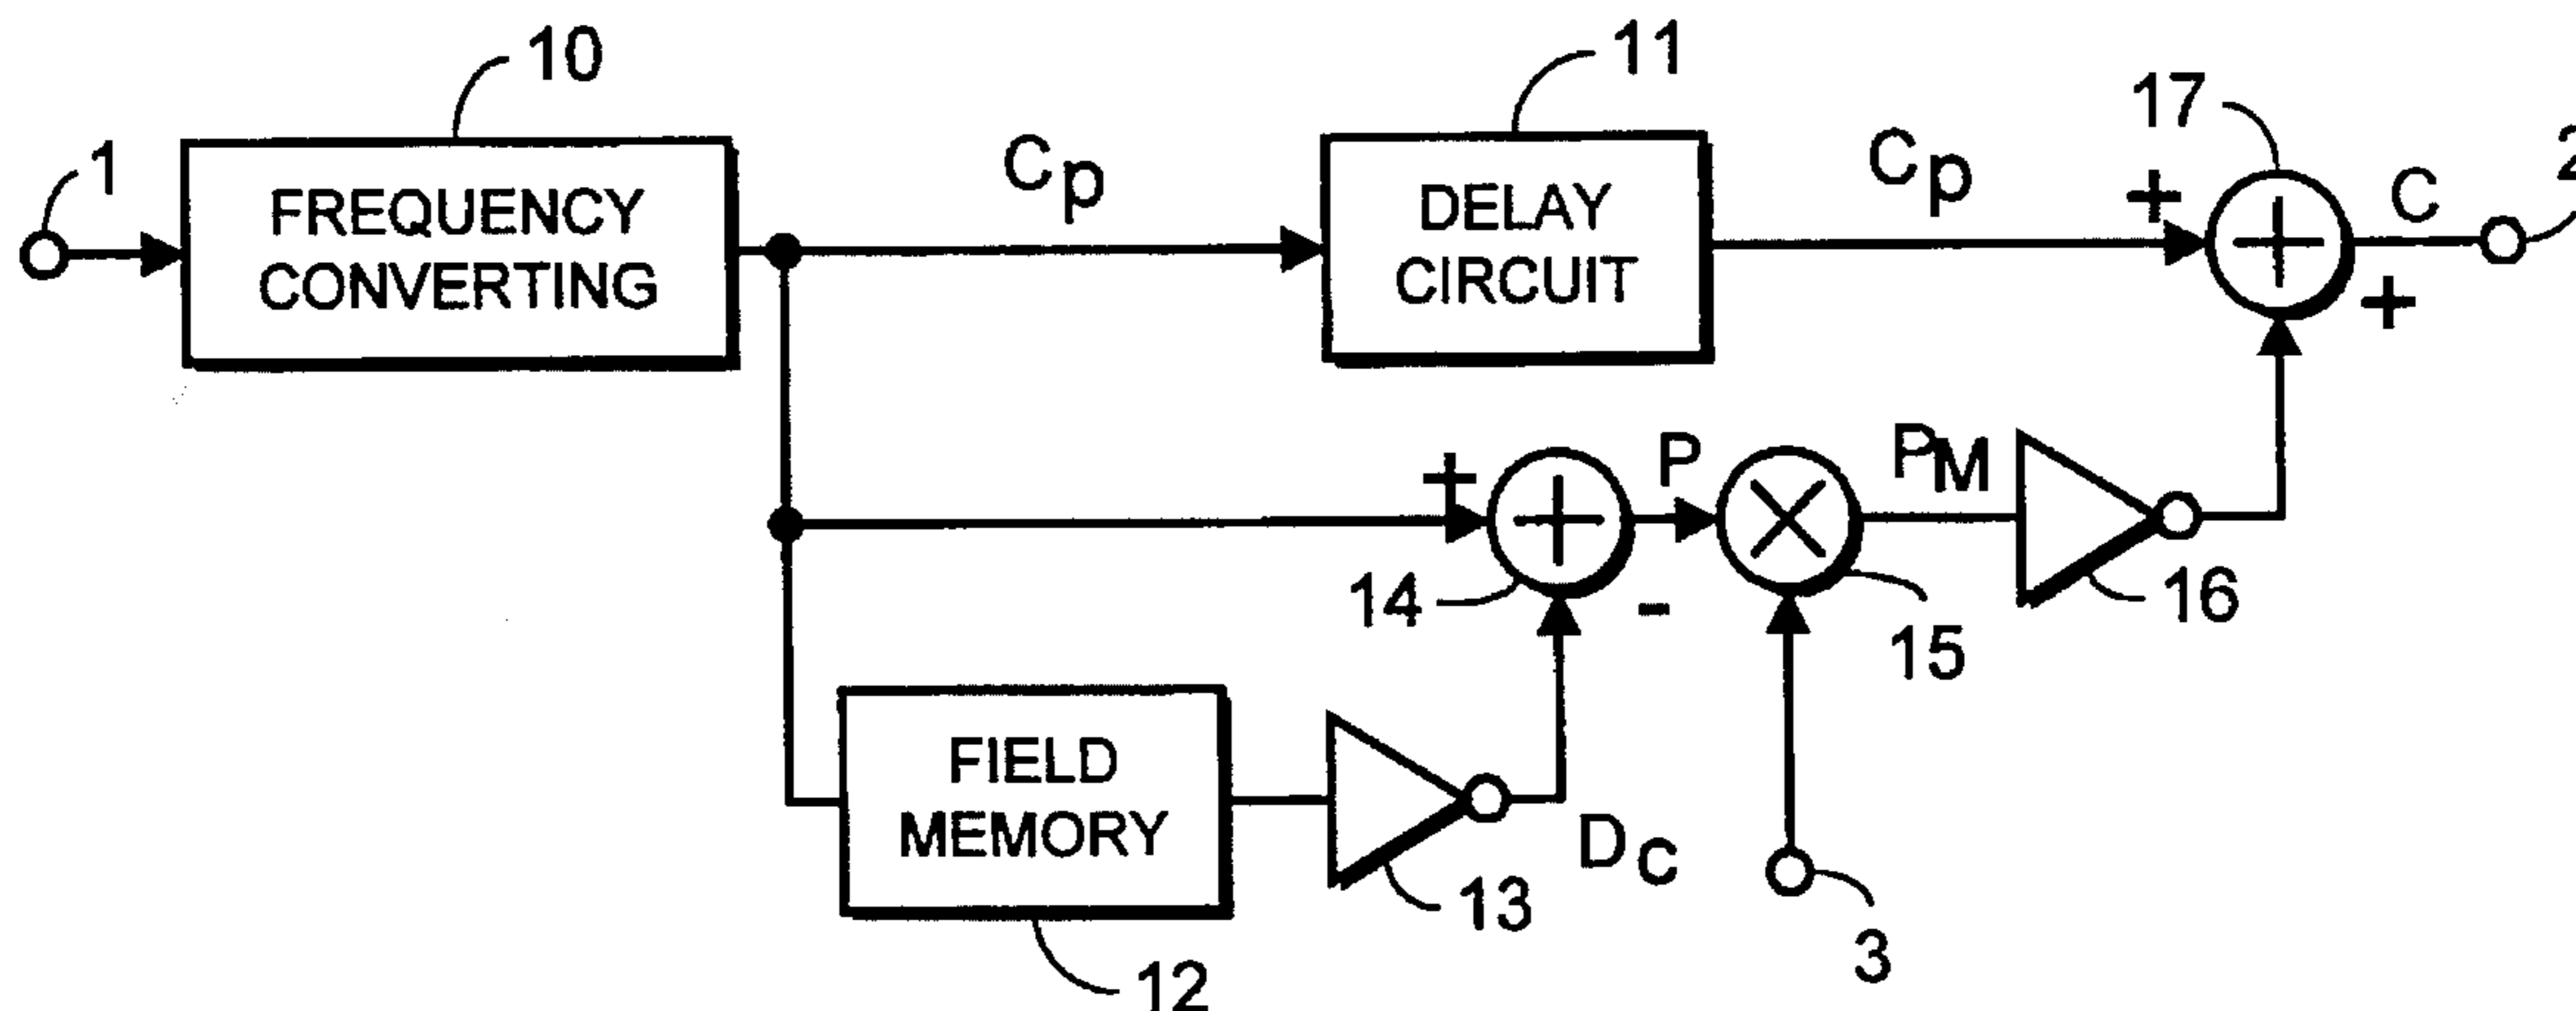 10
11
17
1
2
FREQUENCY
CONVERTING
Cp
DELAY
CIRCUIT
Cp
+
C
+
+
P
PM
14
-
15
16
FIELD
MEMORY
DC
13
12
3